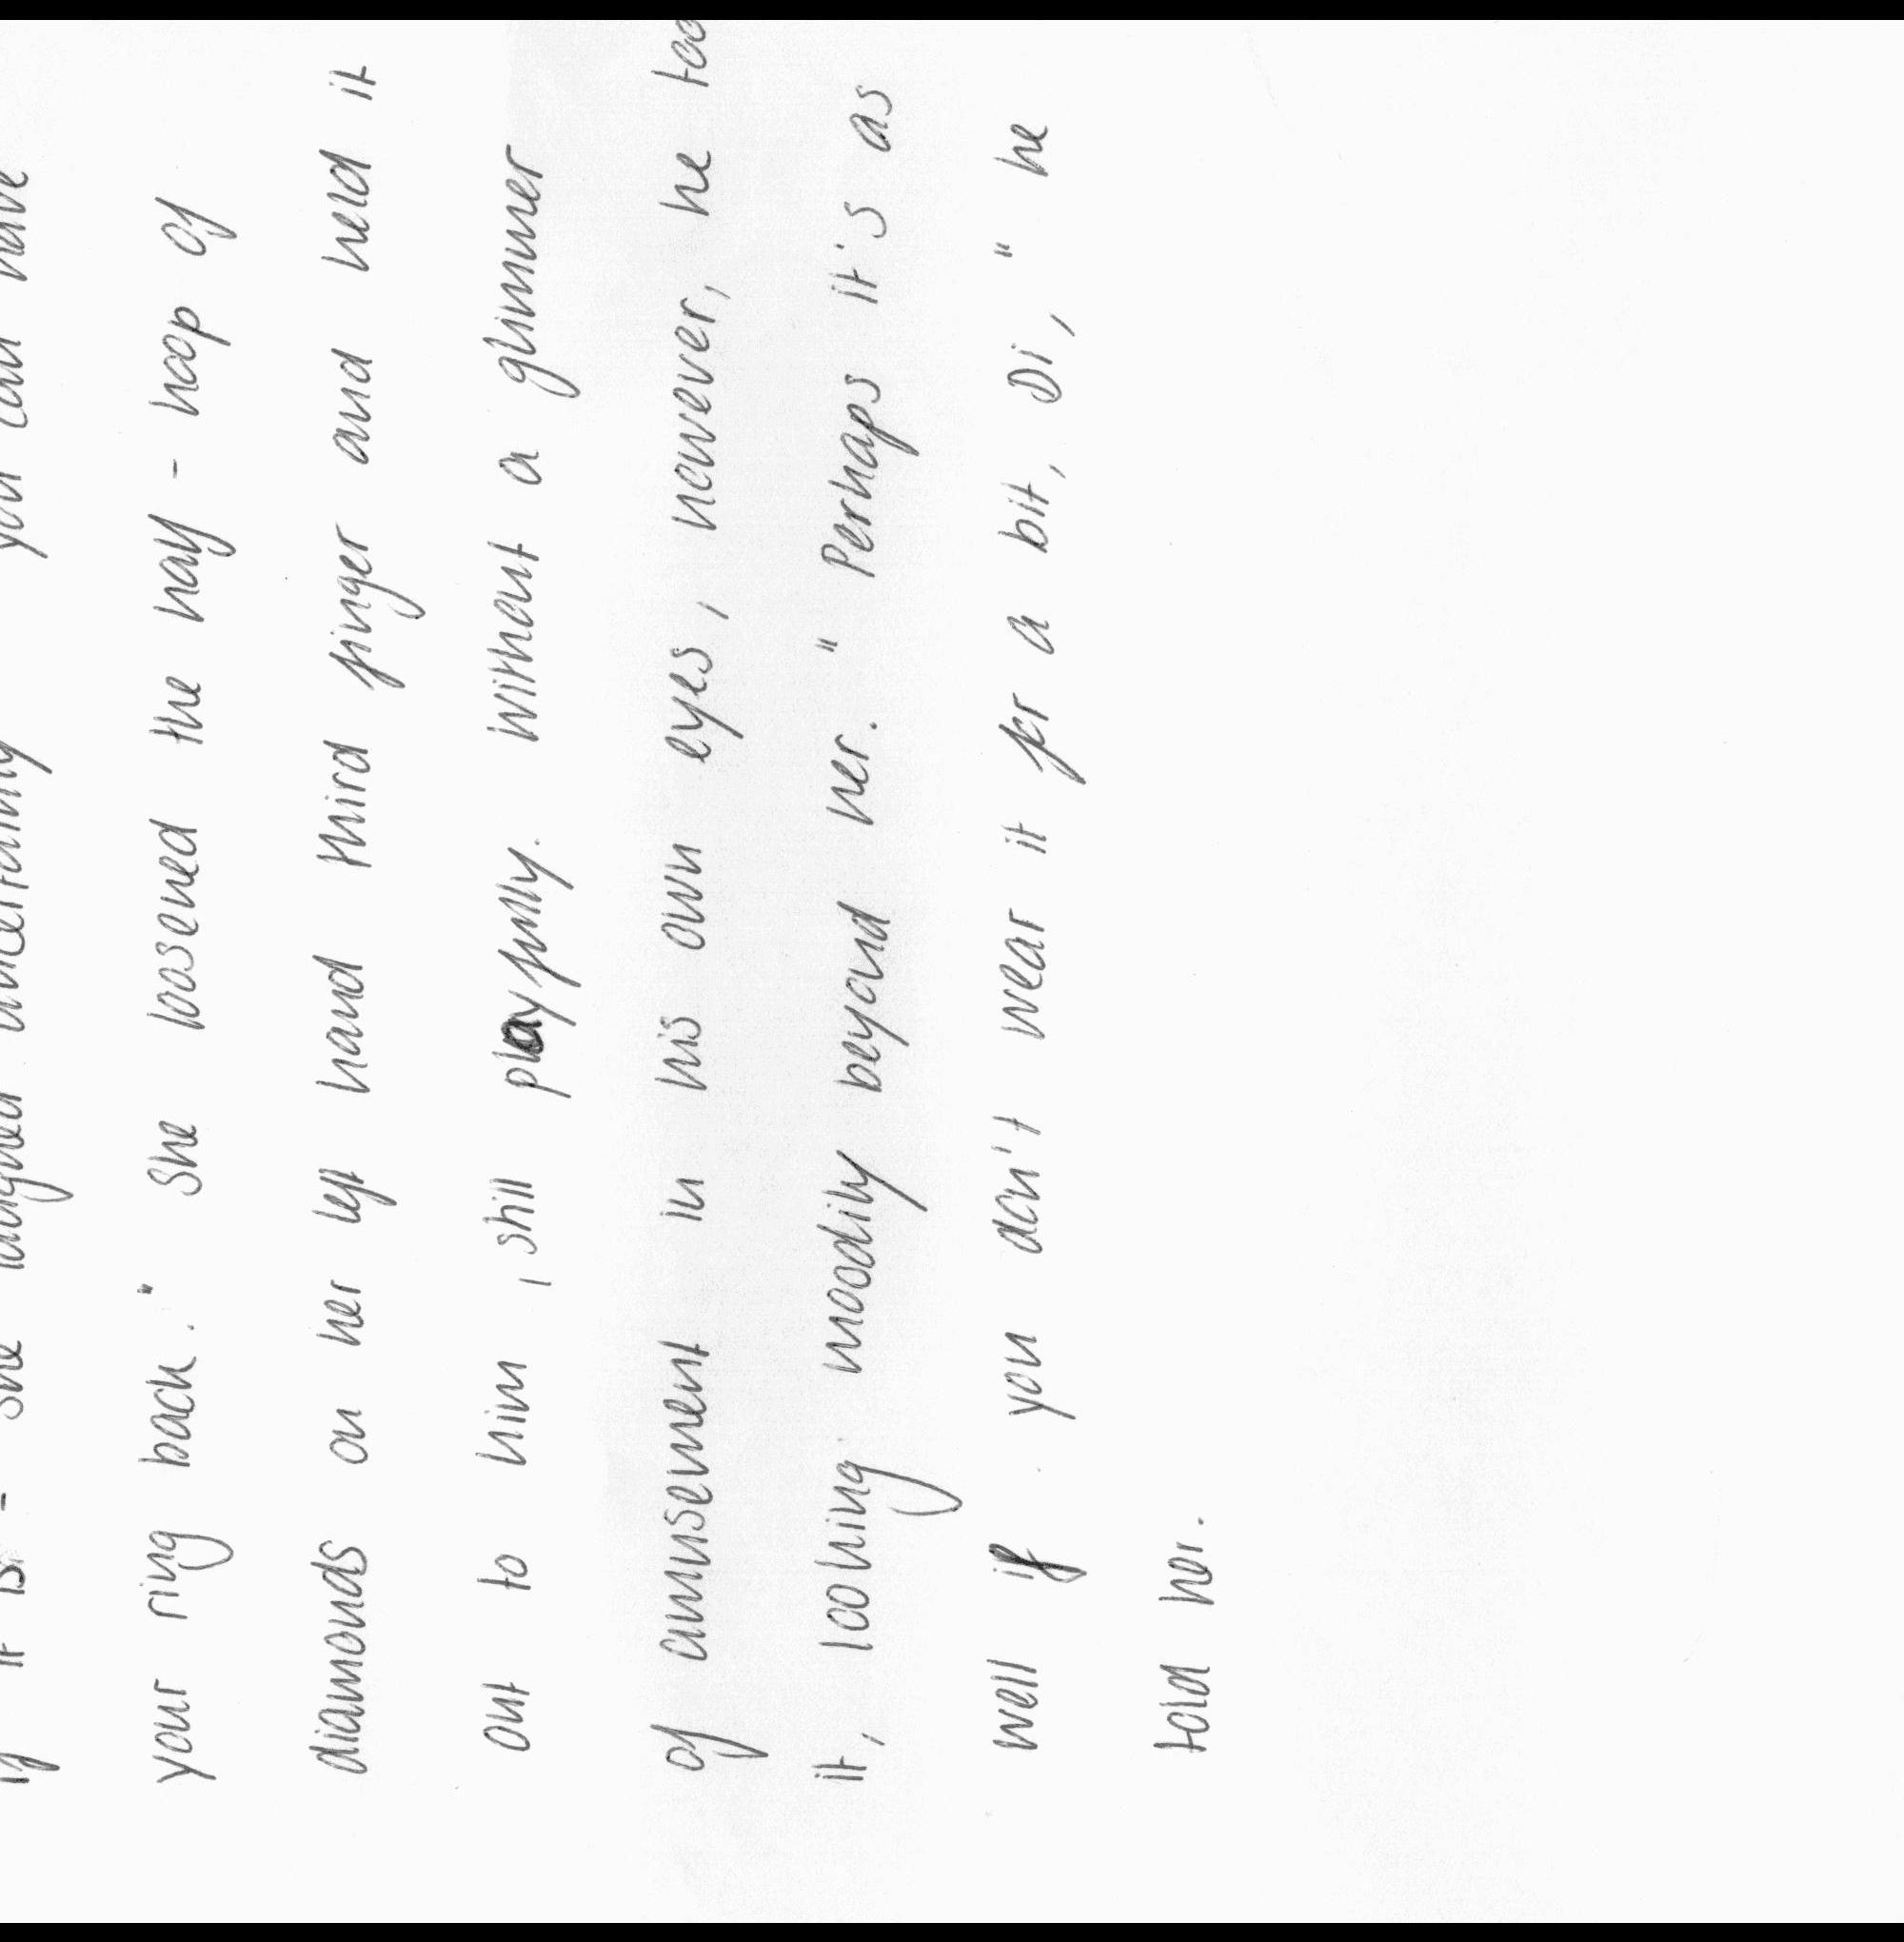 if it is - she laughed uncertainly - you can have
your ring back." She loosened the half - hoop of
diamonds on her left hand third finger and held it
out to him, still playfully. Without a glimmer
of amusement in his own eyes, however, he
it, looking moodily beyond her. "Perhaps it's as
well if you don't wear it for a bit, Di," he
told her.